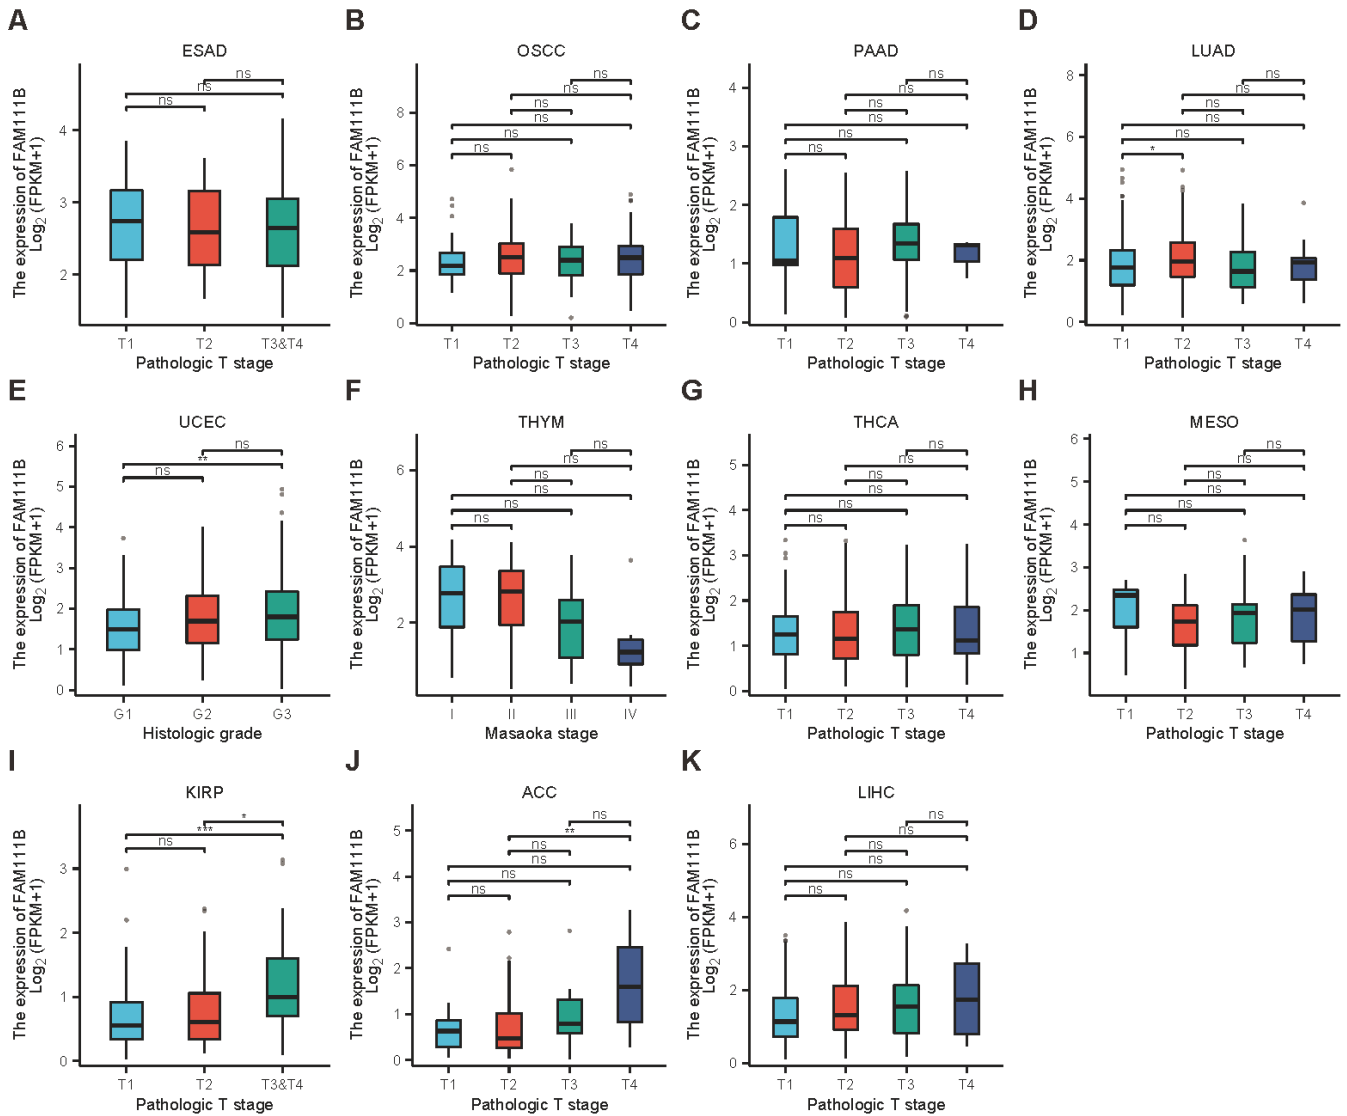 A
ESAD
The expression of FAM111B
Log2 (FPKM+1)
4
3
2
ns
ns
ns
T1 T2 T3&T4
Pathologic T stage
B
OSCC
The expression of FAM111B
Log2 (FPKM+1)
8
6
4
2
0
ns
ns
ns
ns
ns
ns
T1 T2 T3 T4
Pathologic T stage
C
PAAD
The expression of FAM111B
Log2 (FPKM+1)
4
3
2
1
0
ns
ns
ns
ns
ns
ns
T1 T2 T3 T4
Pathologic T stage
D
LUAD
The expression of FAM111B
Log2 (FPKM+1)
8
6
4
2
0
ns
ns
ns
ns
ns
*
T1 T2 T3 T4
Pathologic T stage
E
UCEC
The expression of FAM111B
Log2 (FPKM+1)
6
5
4
3
2
1
0
ns
**
ns
G1 G2 G3
Histologic grade
F
THYM
The expression of FAM111B
Log2 (FPKM+1)
6
4
2
ns
ns
ns
ns
ns
ns
I II III IV
Masaoka stage
G
THCA
The expression of FAM111B
Log2 (FPKM+1)
5
4
3
2
1
0
ns
ns
ns
ns
ns
ns
T1 T2 T3 T4
Pathologic T stage
H
MESO
The expression of FAM111B
Log2 (FPKM+1)
6
5
4
3
2
1
ns
ns
ns
ns
ns
ns
T1 T2 T3 T4
Pathologic T stage
I
KIRP
The expression of FAM111B
Log2 (FPKM+1)
3
2
1
0
*
***
ns
T1 T2 T3&T4
Pathologic T stage
J
ACC
The expression of FAM111B
Log2 (FPKM+1)
5
4
3
2
1
0
ns
**
ns
ns
ns
ns
T1 T2 T3 T4
Pathologic T stage
K
LIHC
The expression of FAM111B
Log2 (FPKM+1)
6
4
2
0
ns
ns
ns
ns
ns
ns
T1 T2 T3 T4
Pathologic T stage